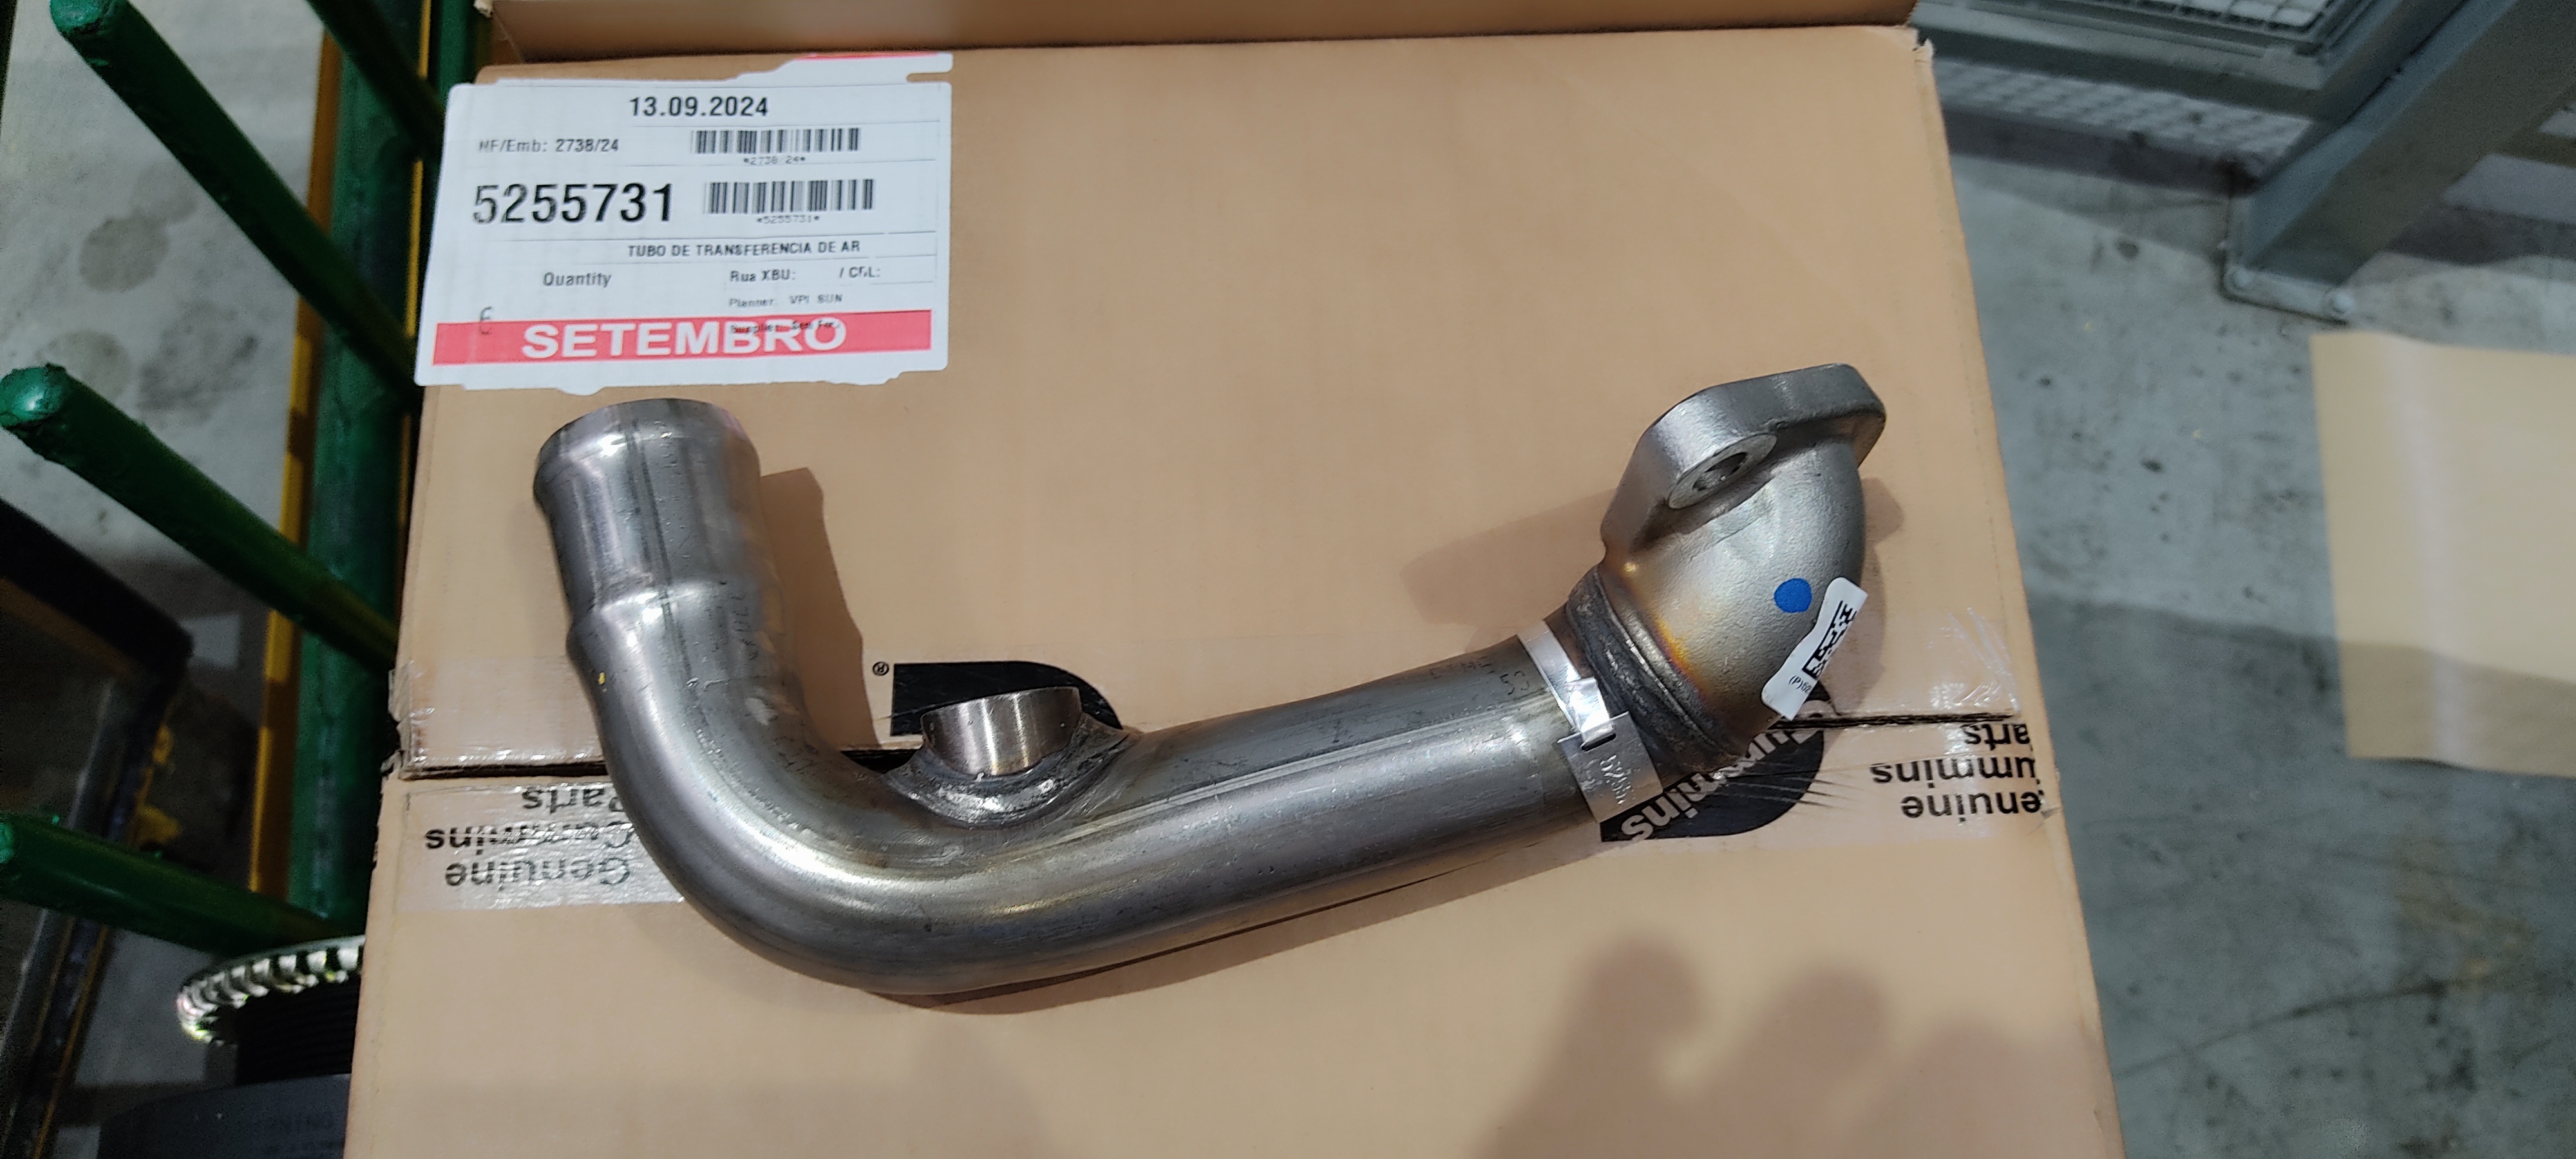 13.09.2024
NF/Emb: 2738/24
*2738/24*
5255731
*5255731*
TUBO DE TRANSFERENCIA DE AR
Quantity
Rua XBU: / COL:
Planner: VPI SUN
SETEMBRO
®
Genuine
Cummins
Parts
Genuine
Cummins
Parts
Cummins